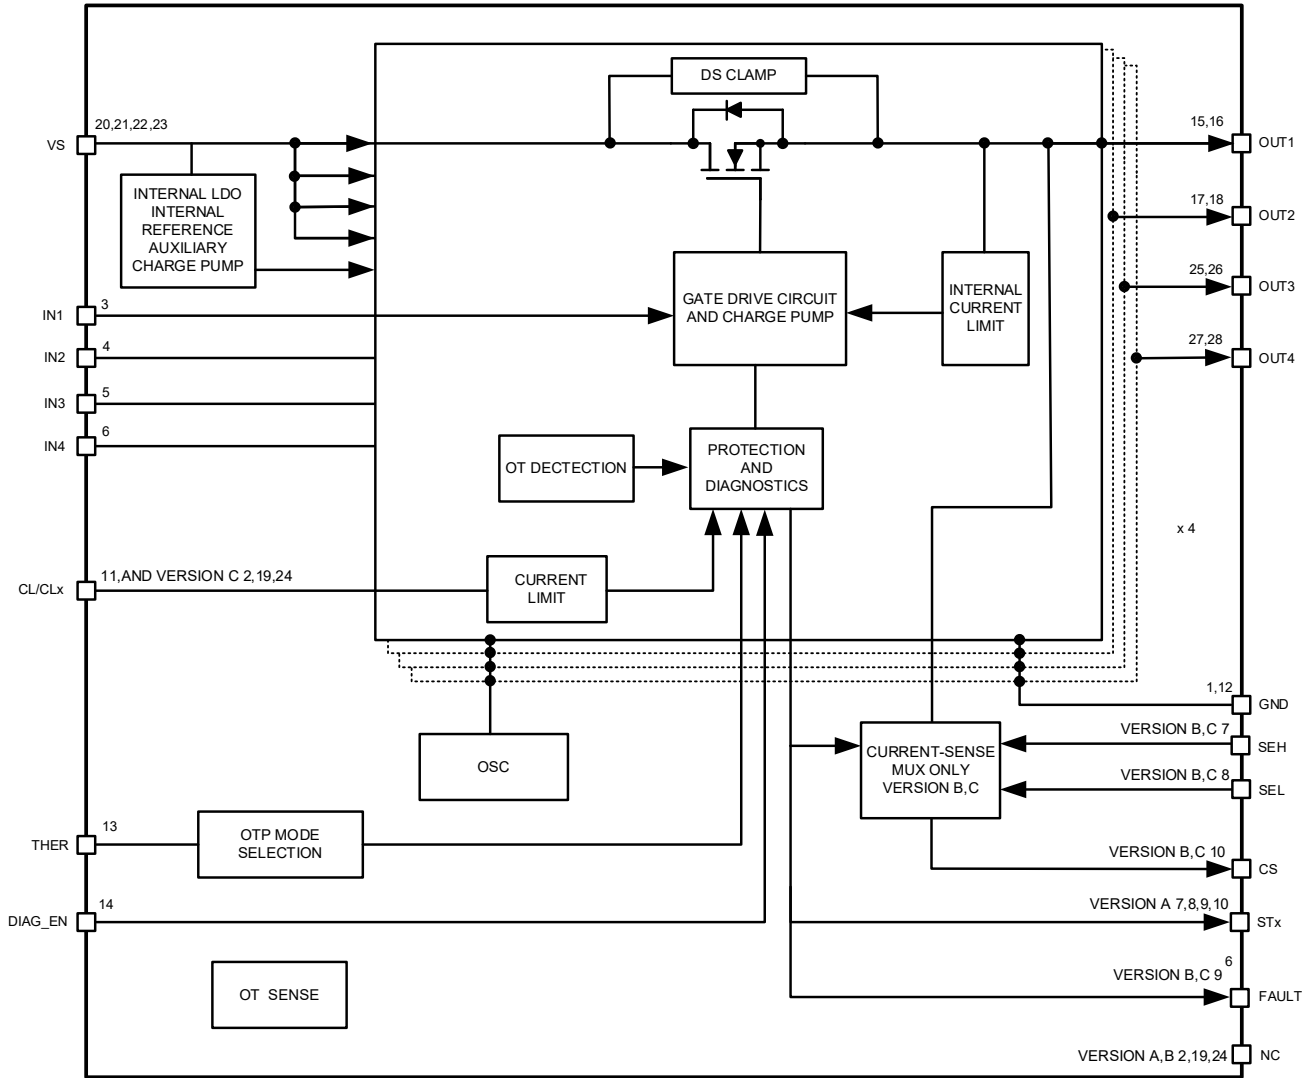 DS CLAMP
20,21,22,23
VS
INTERNAL LDO
INTERNAL
REFERENCE
AUXILIARY
CHARGE PUMP
15,16
OUT1
17,18
OUT2
25,26
OUT3
27,28
OUT4
GATE DRIVE CIRCUIT
AND CHARGE PUMP
INTERNAL
CURRENT
LIMIT
3
IN1
4
IN2
5
IN3
6
IN4
OT DECTECTION
PROTECTION
AND
DIAGNOSTICS
x 4
11,AND VERSION C 2,19,24
CL/CLx
CURRENT
LIMIT
1,12
GND
VERSION B,C 7
SEH
VERSION B,C 8
SEL
CURRENT-SENSE
MUX ONLY
VERSION B,C
OSC
13
THER
OTP MODE
SELECTION
VERSION B,C 10
CS
14
DIAG_EN
VERSION A 7,8,9,10
STx
OT SENSE
6
VERSION B,C 9
FAULT
VERSION A,B 2,19,24
NC